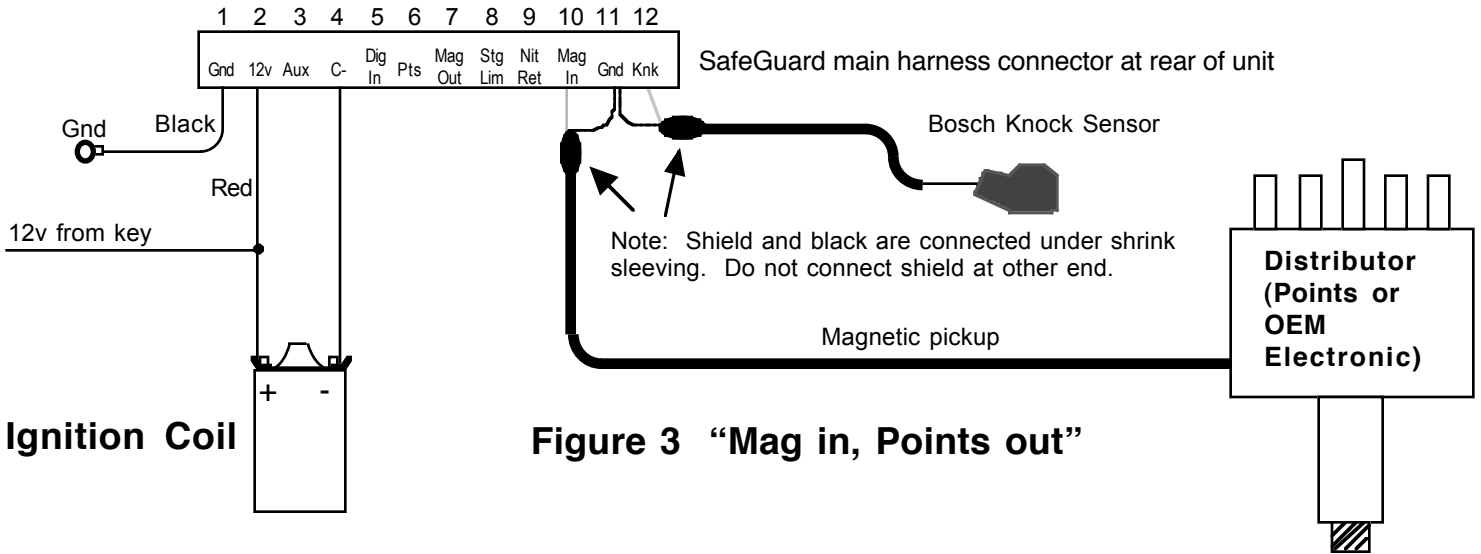 1 2 3 4 5 6 7 8 9 10 11 12
Gnd 12v Aux C- Dig In Pts Mag Out Stg Lim Nit Ret Mag In Gnd Knk
SafeGuard main harness connector at rear of unit
Gnd
Black
Bosch Knock Sensor
Red
12v from key
Note: Shield and black are connected under shrink
sleeving. Do not connect shield at other end.
Distributor
(Points or
OEM
Electronic)
Magnetic pickup
+ -
Ignition Coil
Figure 3 “Mag in, Points out”